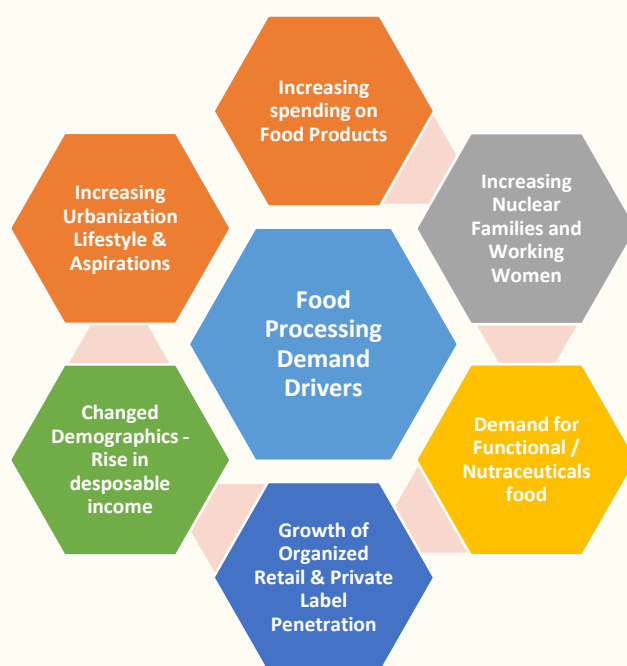 Increasing
spending on
Food Products
Increasing
Urbanization
Lifestyle &
Aspirations
Increasing
Nuclear
Families and
Working
Women
Food
Processing
Demand
Drivers
Changed
Demographics -
Rise in
desposable
income
Demand for
Functional /
Nutraceuticals
food
Growth of
Organized
Retail & Private
Label
Penetration